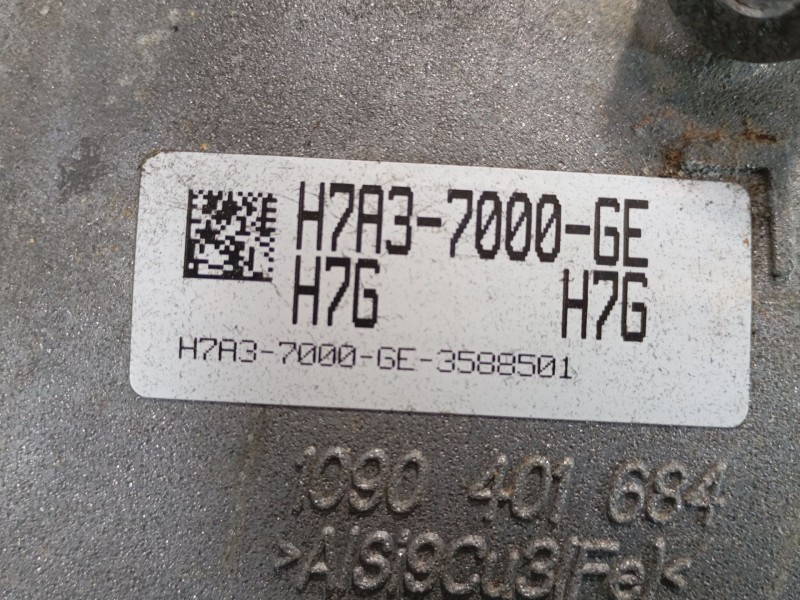 H7A3-7000-GE
H7G H7G
H7A3-7000-GE-3588501
1090 401 684
>AlSi9Cu3(Fe)<